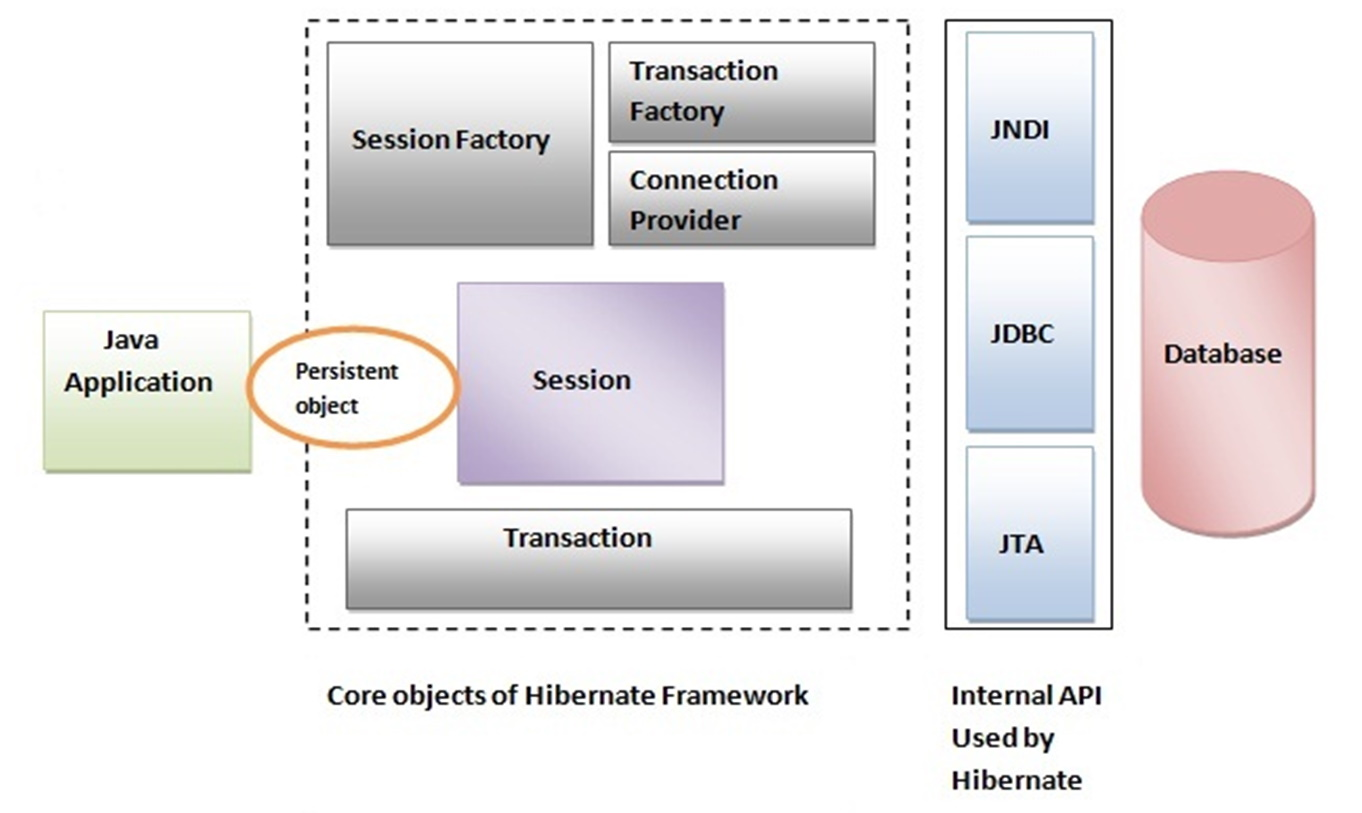 Session Factory
Transaction
Factory
Connection
Provider
JNDI
Java
Application
Persistent
object
Session
JDBC
Database
Transaction
JTA
Core objects of Hibernate Framework
Internal API
Used by
Hibernate